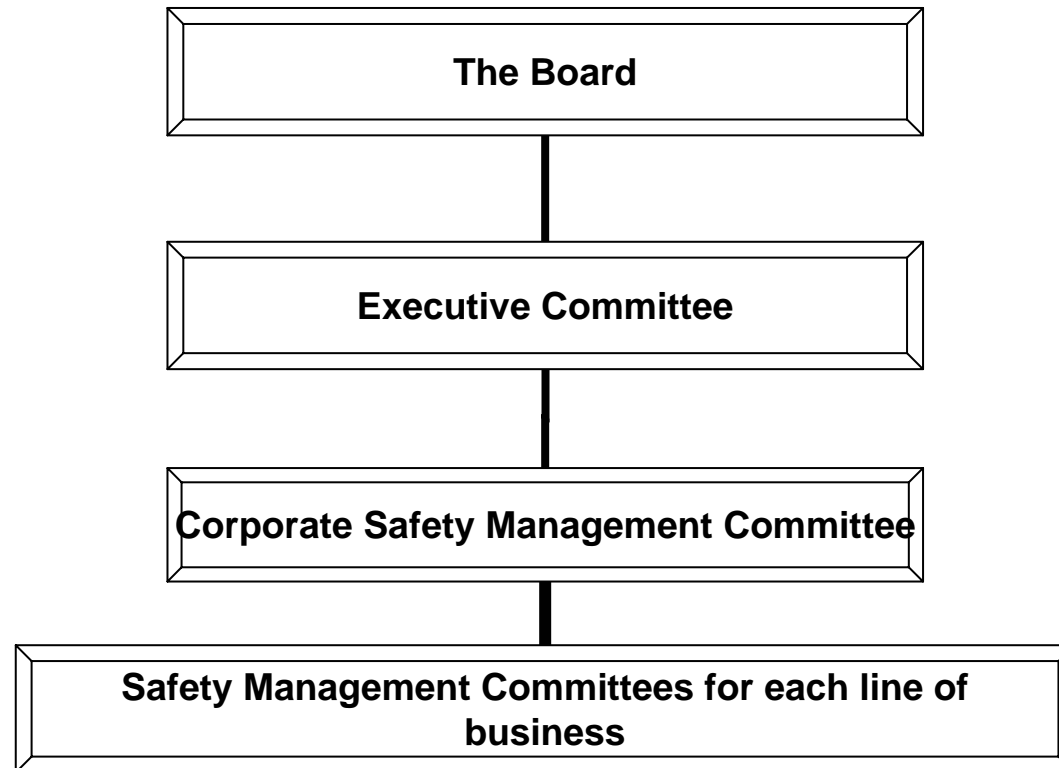 The Board
Executive Committee
Corporate Safety Management Committee
Safety Management Committees for each line of
business